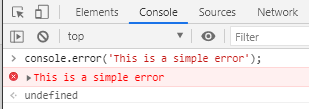 Elements Console Sources Network
top Filter
> console.error('This is a simple error');
This is a simple error
undefined